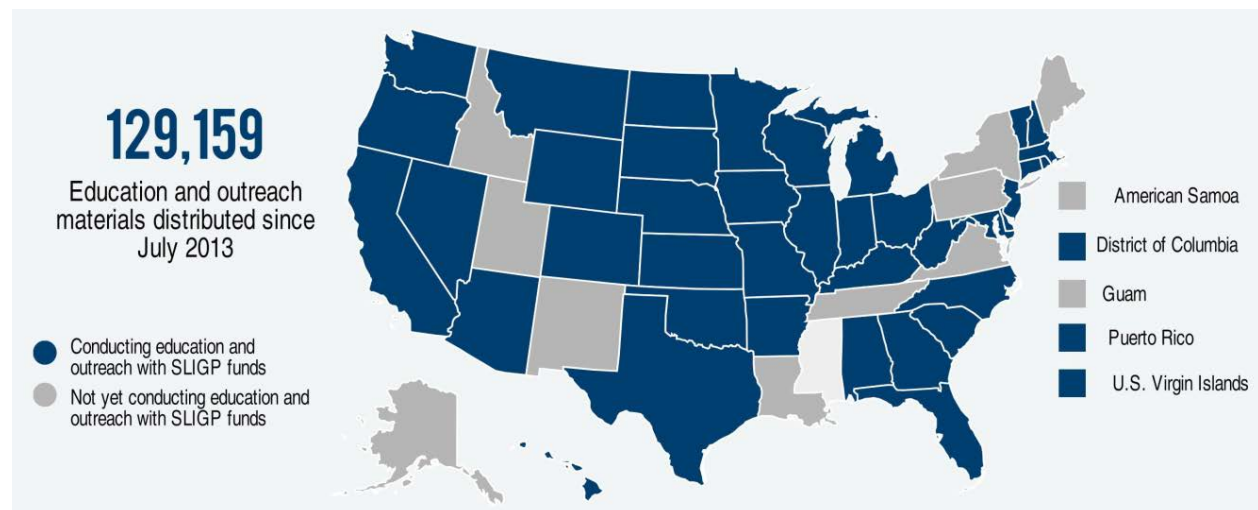 129,159
Education and outreach
materials distributed since
July 2013
Conducting education and
outreach with SLIGP funds
Not yet conducting education and
outreach with SLIGP funds
American Samoa
District of Columbia
Guam
Puerto Rico
U.S. Virgin Islands